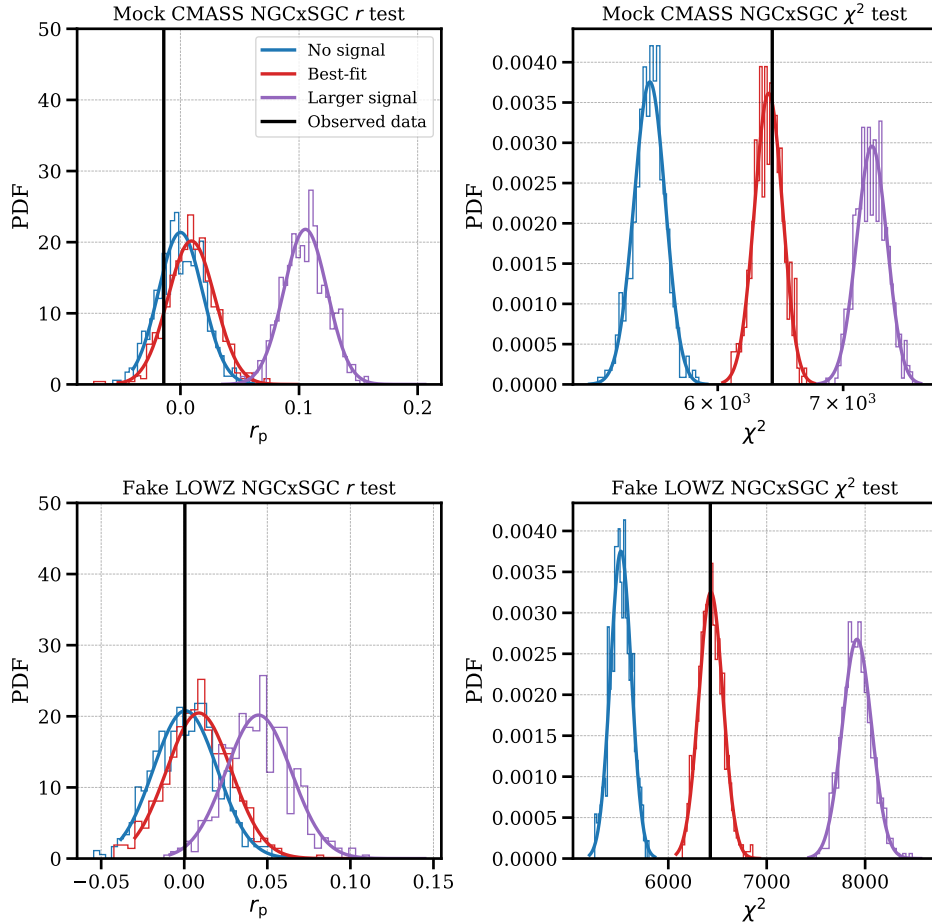 Mock CMASS NGCxSGC r test
50
40
30
20
10
0
PDF
No signal
Best-fit
Larger signal
Observed data
0.0
0.1
0.2
r_p
Mock CMASS NGCxSGC χ² test
0.0040
0.0035
0.0030
0.0025
0.0020
0.0015
0.0010
0.0005
0.0000
PDF
6 × 10³
7 × 10³
χ²
Fake LOWZ NGCxSGC r test
50
40
30
20
10
0
PDF
−0.05
0.00
0.05
0.10
0.15
r_p
Fake LOWZ NGCxSGC χ² test
0.0040
0.0035
0.0030
0.0025
0.0020
0.0015
0.0010
0.0005
0.0000
PDF
6000
7000
8000
χ²